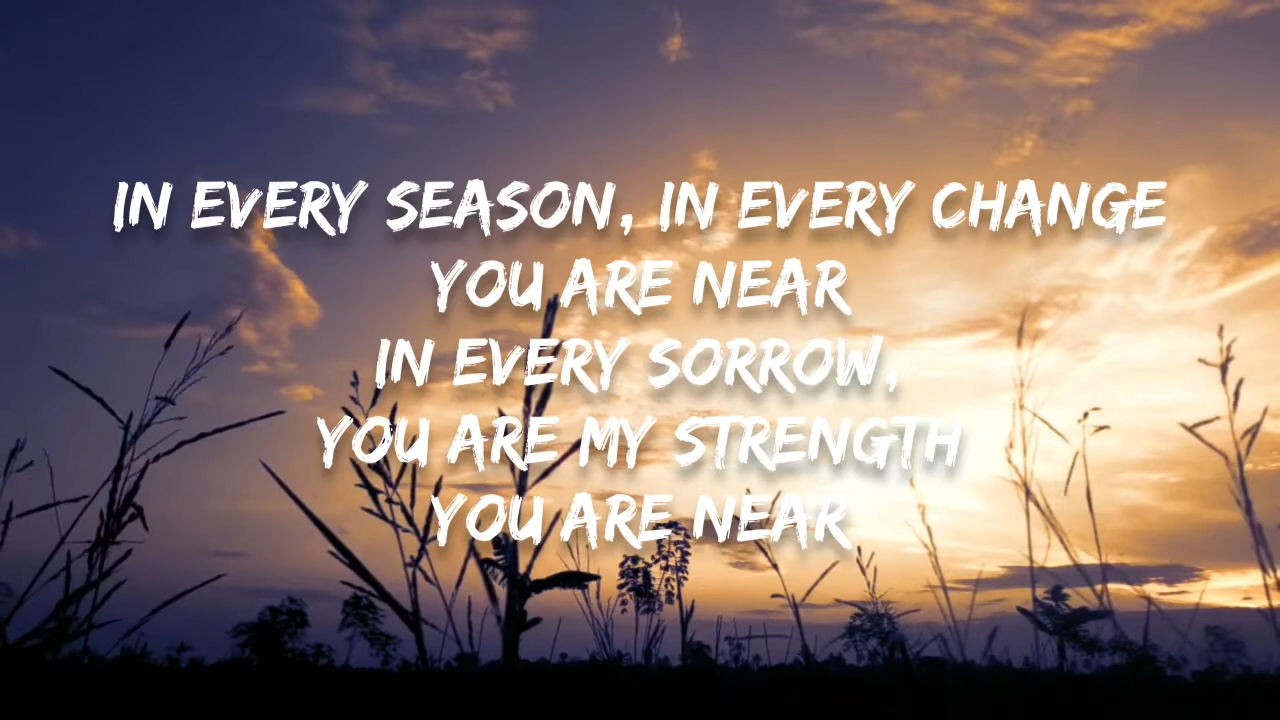 IN EVERY SEASON, IN EVERY CHANGE
YOU ARE NEAR
IN EVERY SORROW,
YOU ARE MY STRENGTH
YOU ARE NEAR